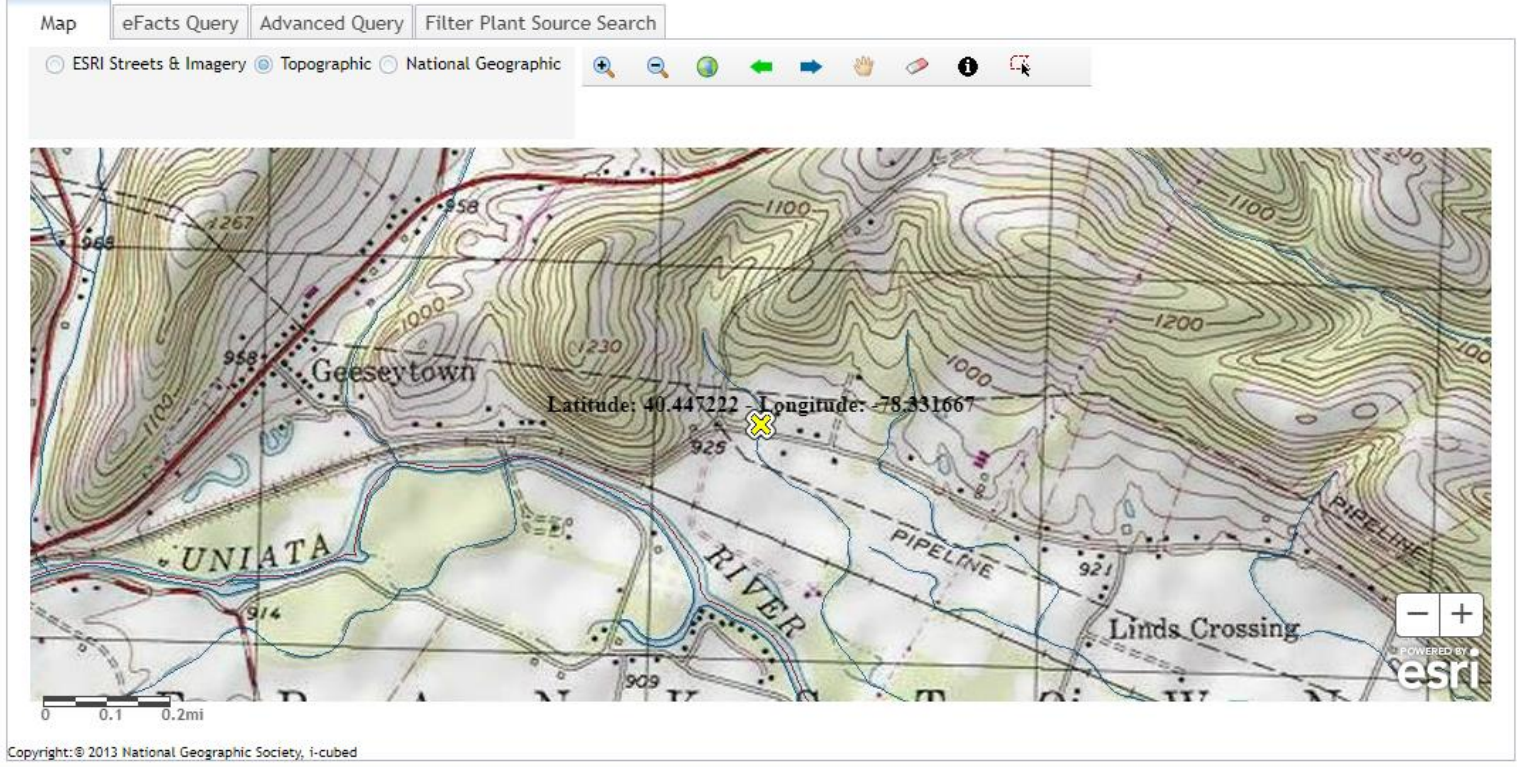 Map eFacts Query Advanced Query Filter Plant Source Search
ESRI Streets & Imagery Topographic National Geographic
1267
958
1100
1100
968
1000
1230
1200
958
Geeseytown
1000
Latitude: 40.447222 - Longitude: -78.331667
1100
925
PIPELINE
PIPELINE
UNIATA
RIVER
921
914
Linds Crossing
909
F R A N K S T O W N
− +
POWERED BY
esri
0 0.1 0.2mi
Copyright:© 2013 National Geographic Society, i-cubed